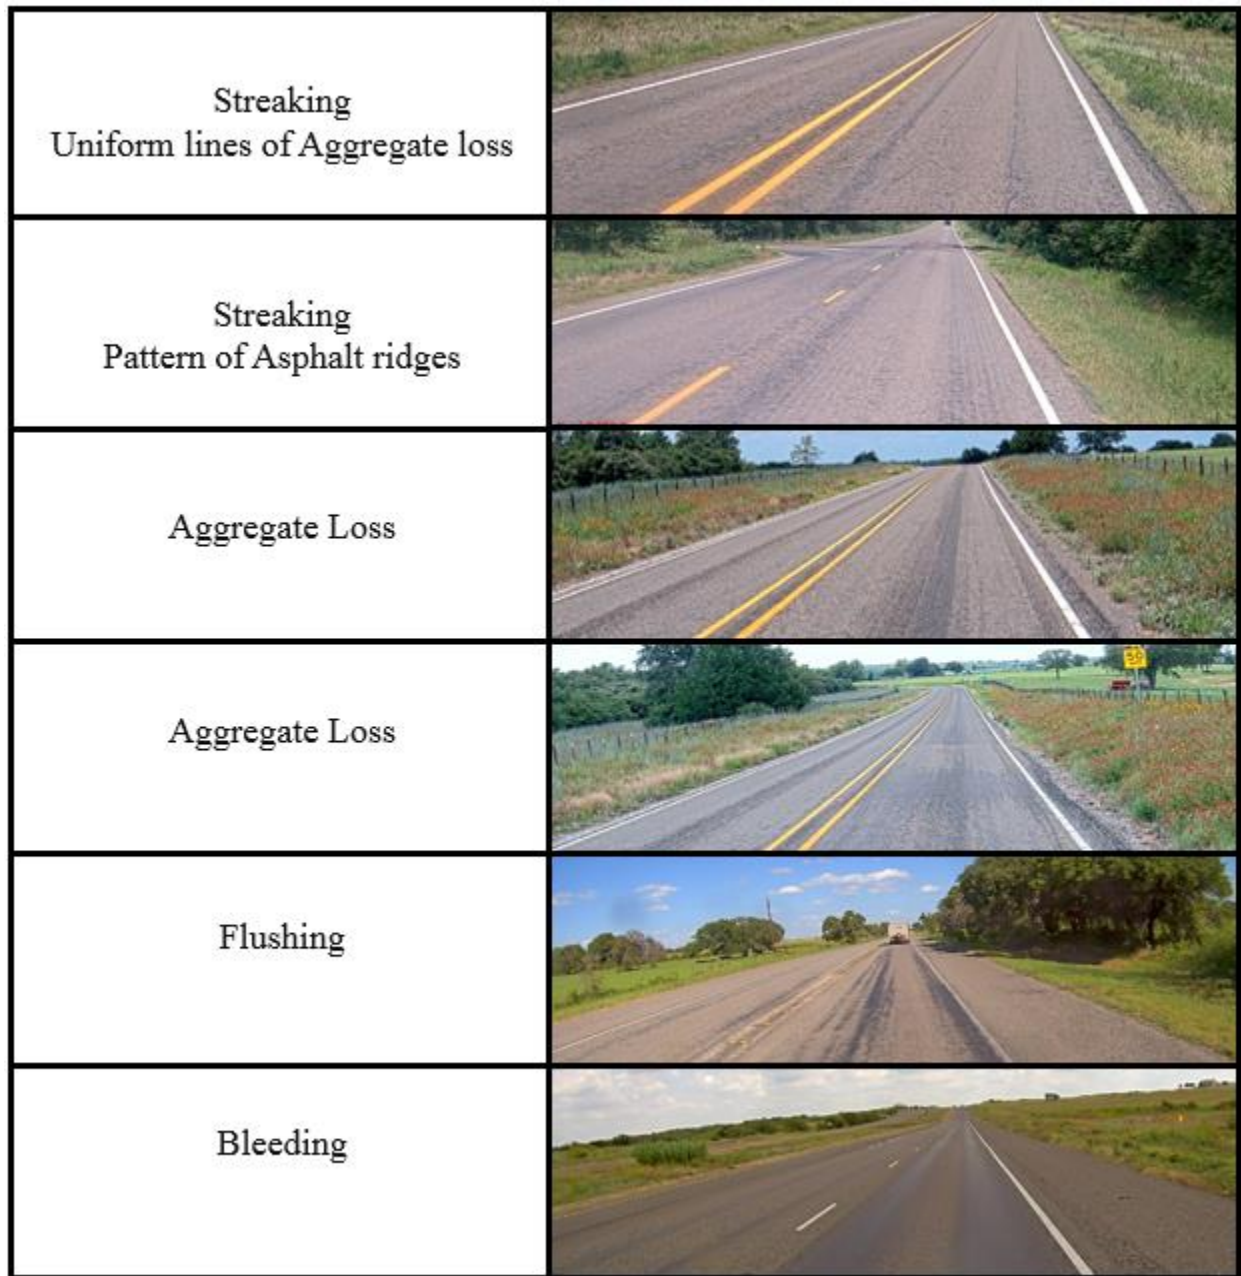 Streaking
Uniform lines of Aggregate loss
Streaking
Pattern of Asphalt ridges
Aggregate Loss
Aggregate Loss
Flushing
Bleeding